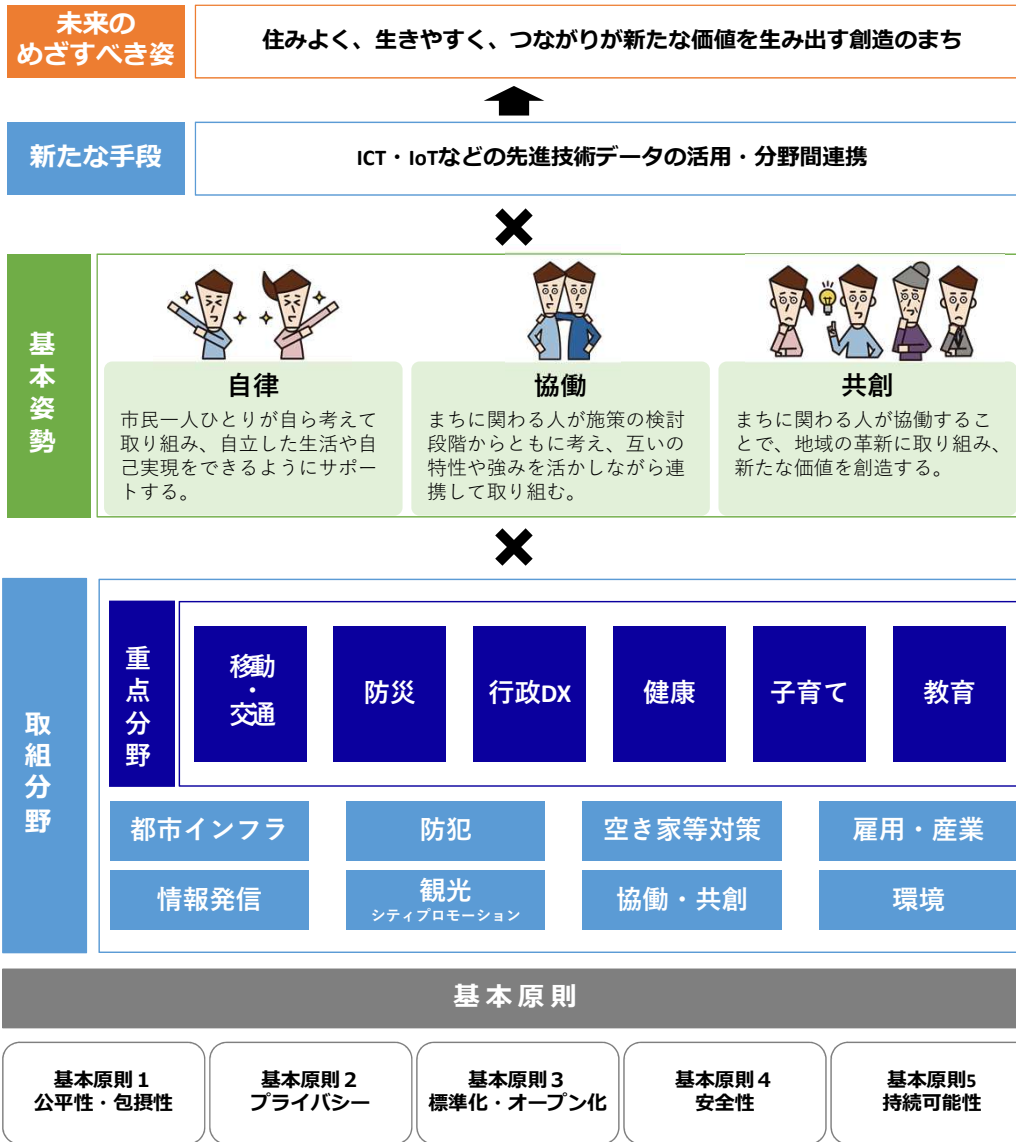 未来の
めざすべき姿
住みよく、生きやすく、つながりが新たな価値を生み出す創造のまち
新たな手段
ICT・IoTなどの先進技術データの活用・分野間連携
基本姿勢
自律
市民一人ひとりが自ら考えて
取り組み、自立した生活や自
己実現をできるようにサポー
トする。
協働
まちに関わる人が施策の検討
段階からともに考え、互いの
特性や強みを活かしながら連
携して取り組む。
共創
まちに関わる人が協働するこ
とで、地域の革新に取り組み、
新たな価値を創造する。
取組分野
重点分野
移動
・
交通
防災
行政DX
健康
子育て
教育
都市インフラ
防犯
空き家等対策
雇用・産業
情報発信
観光
シティプロモーション
協働・共創
環境
基本原則
基本原則1
公平性・包摂性
基本原則2
プライバシー
基本原則3
標準化・オープン化
基本原則4
安全性
基本原則5
持続可能性